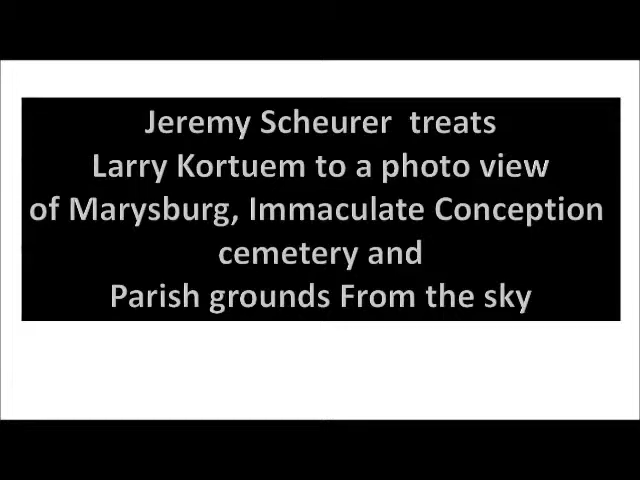 Jeremy Scheurer  treats
Larry Kortuem to a photo view
of Marysburg, Immaculate Conception
cemetery and
Parish grounds From the sky